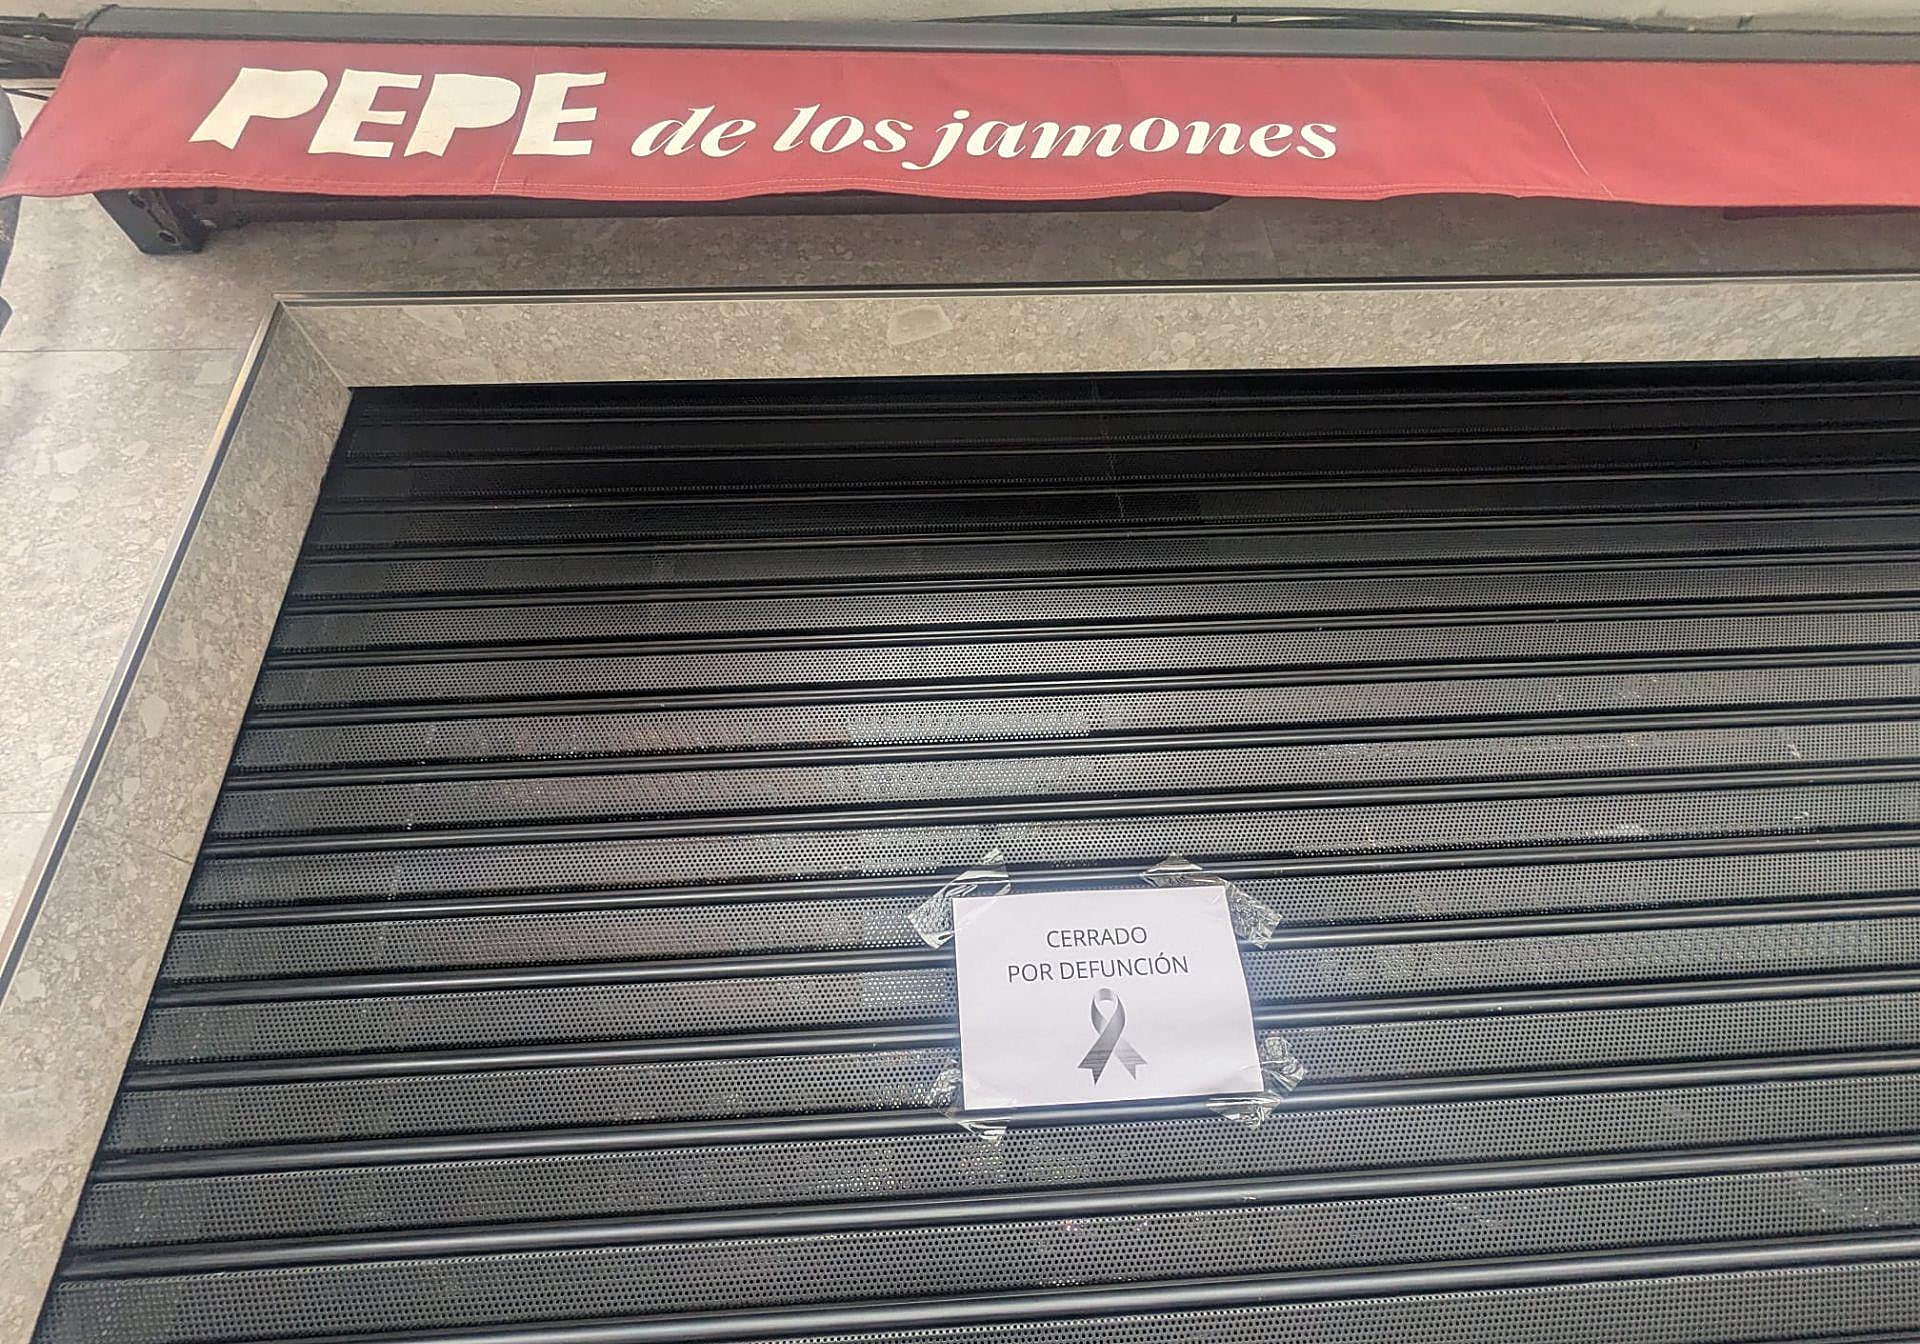 PEPE de los jamones
CERRADO
POR DEFUNCIÓN